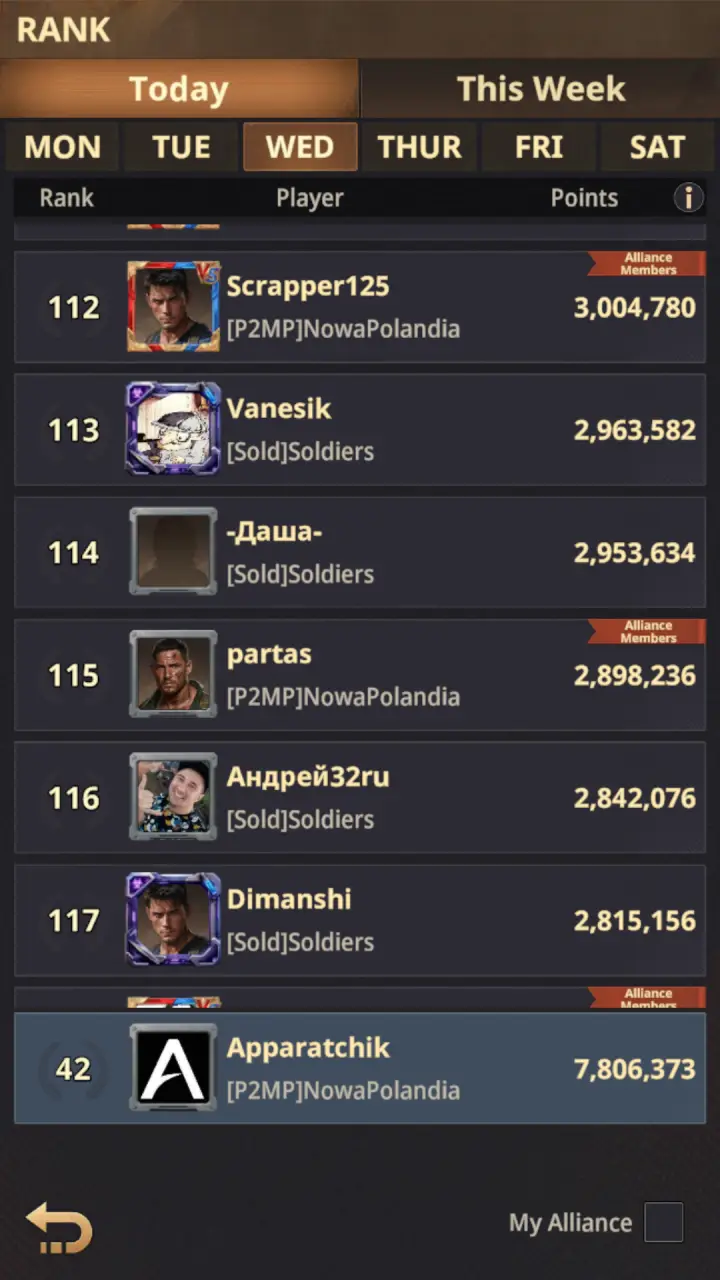 RANK
Today
This Week
MON
TUE
WED
THUR
FRI
SAT
Rank
Player
Points
Alliance
Members
112
Scrapper125
[P2MP]NowaPolandia
3,004,780
113
Vanesik
[Sold]Soldiers
2,963,582
114
-Даша-
[Sold]Soldiers
2,953,634
Alliance
Members
115
partas
[P2MP]NowaPolandia
2,898,236
116
Андрей32ru
[Sold]Soldiers
2,842,076
117
Dimanshi
[Sold]Soldiers
2,815,156
Alliance
Members
42
Apparatchik
[P2MP]NowaPolandia
7,806,373
My Alliance